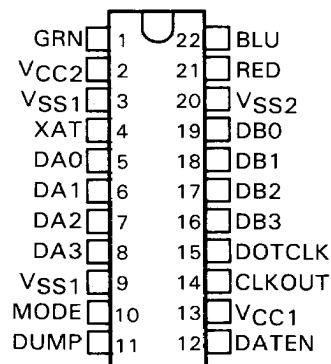 GRN 1 22 BLU
VCC2 2 21 RED
VSS1 3 20 VSS2
XAT 4 19 DB0
DA0 5 18 DB1
DA1 6 17 DB2
DA2 7 16 DB3
DA3 8 15 DOTCLK
VSS1 9 14 CLKOUT
MODE 10 13 VCC1
DUMP 11 12 DATEN